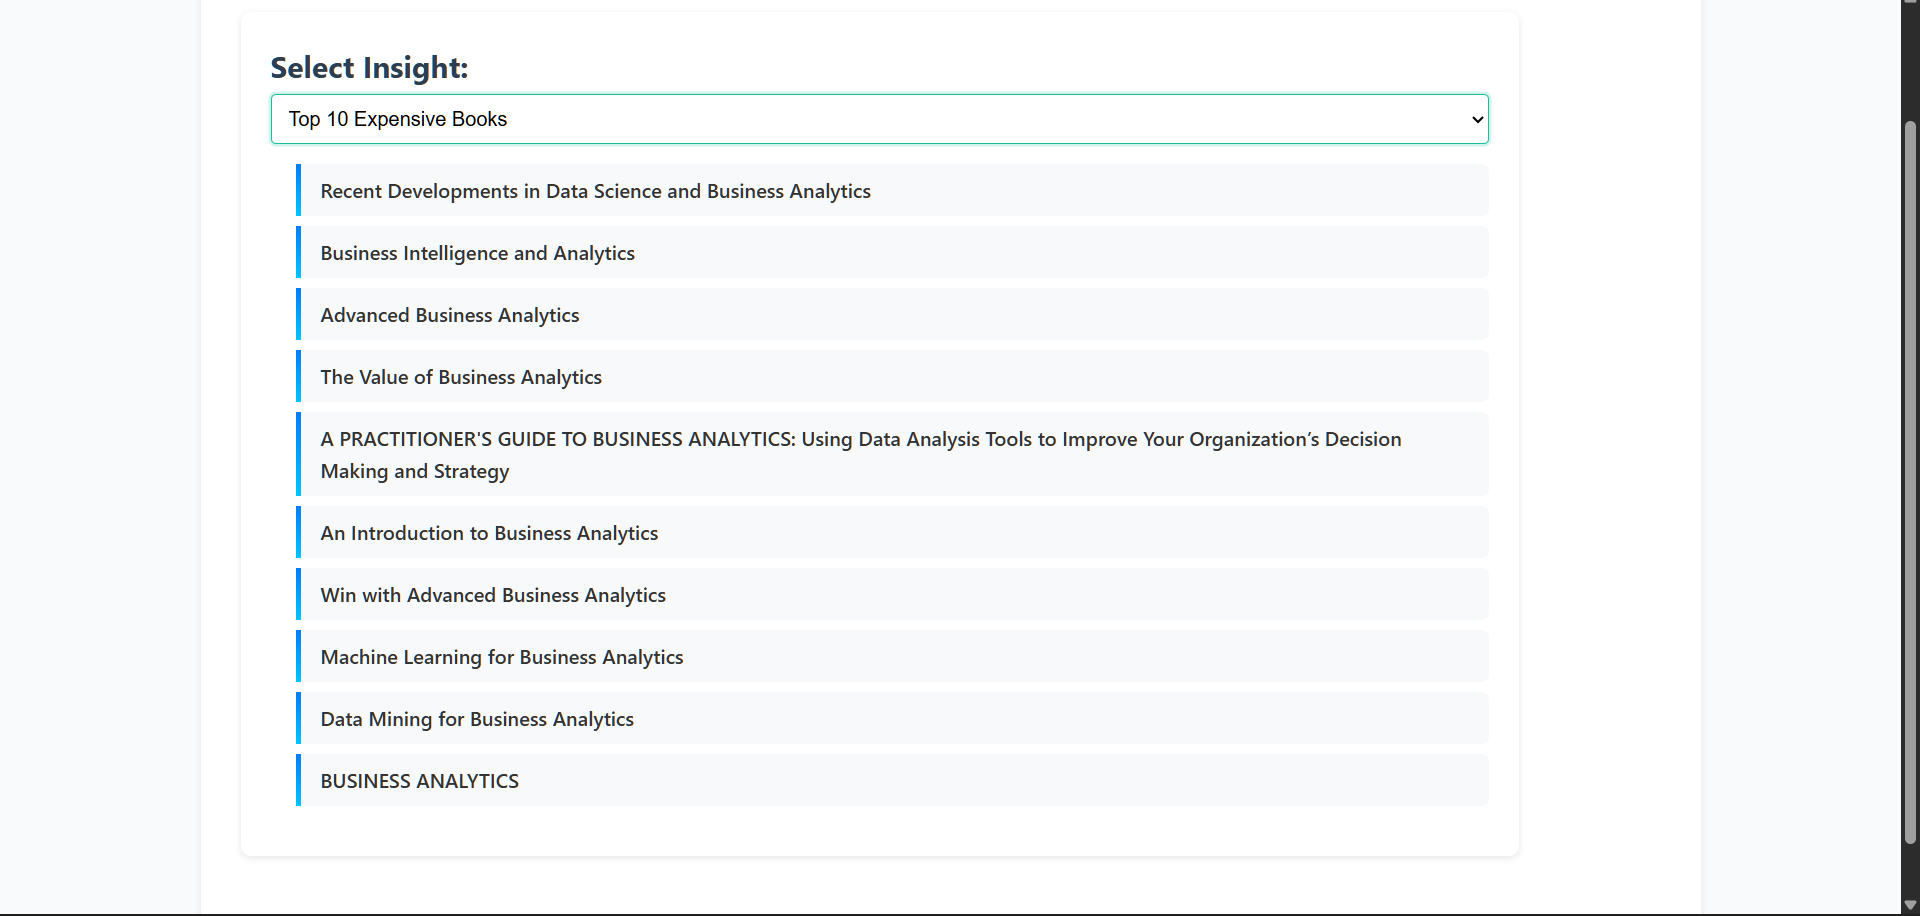 Select Insight:
Top 10 Expensive Books
Recent Developments in Data Science and Business Analytics
Business Intelligence and Analytics
Advanced Business Analytics
The Value of Business Analytics
A PRACTITIONER'S GUIDE TO BUSINESS ANALYTICS: Using Data Analysis Tools to Improve Your Organization’s Decision
Making and Strategy
An Introduction to Business Analytics
Win with Advanced Business Analytics
Machine Learning for Business Analytics
Data Mining for Business Analytics
BUSINESS ANALYTICS